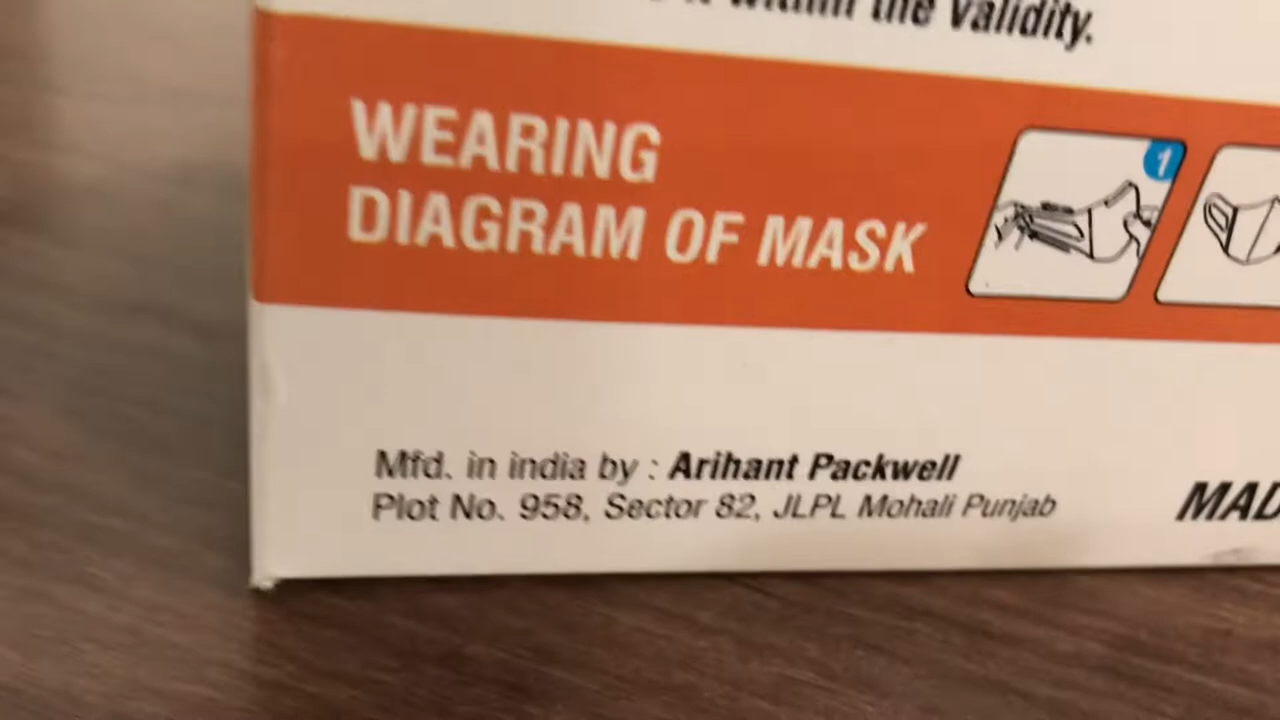 within the validity.
WEARING
DIAGRAM OF MASK
1
Mfd. in india by : Arihant Packwell
Plot No. 958, Sector 82, JLPL Mohali Punjab
MAD